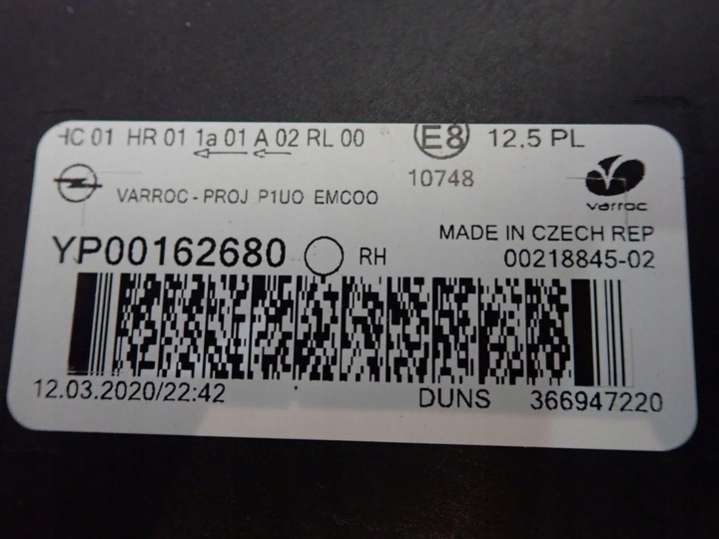 HC 01 HR 01 1a 01 A 02 RL 00 E8 12.5 PL
10748
VARROC - PROJ P1UO EMCOO varroc
MADE IN CZECH REP
YP00162680 RH 00218845-02
12.03.2020/22:42 DUNS 366947220